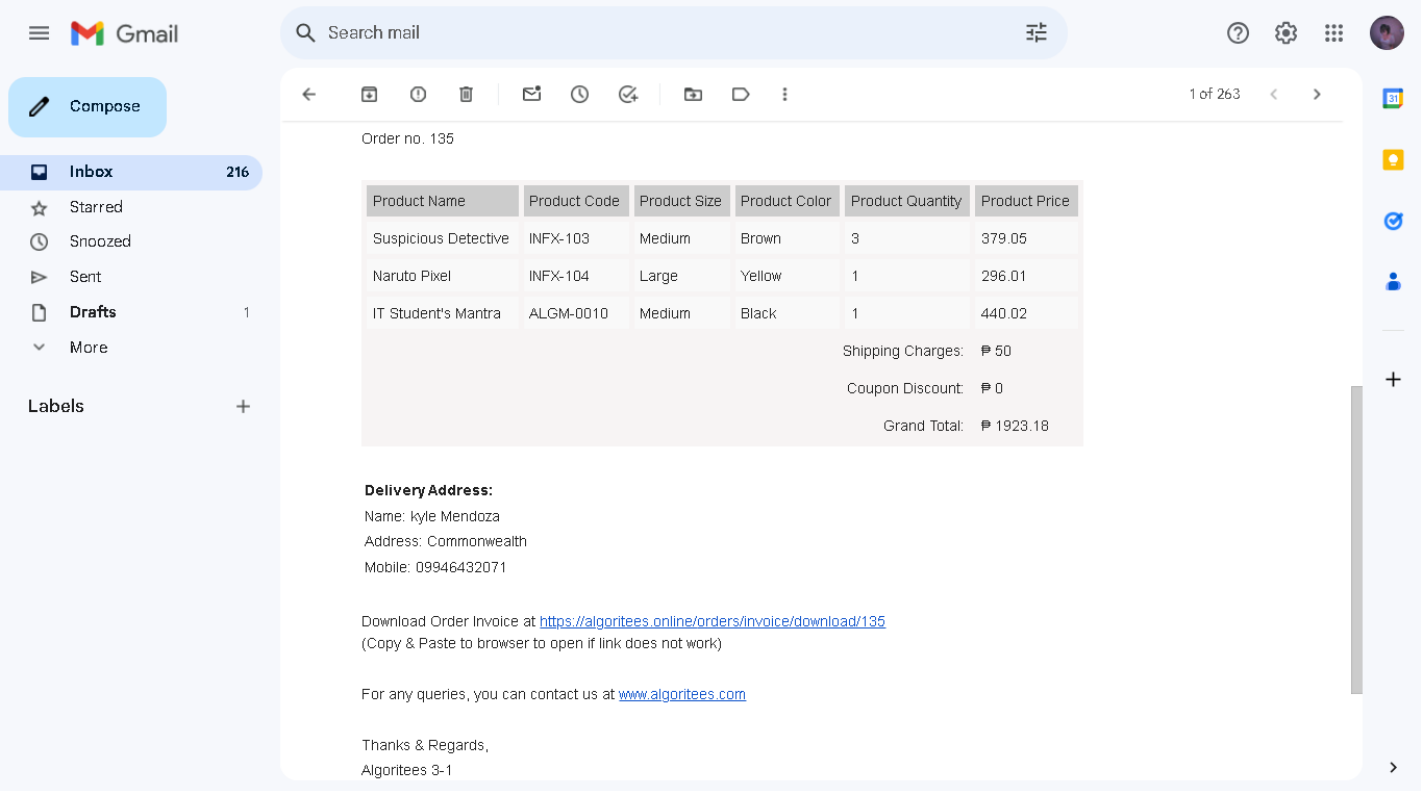 Gmail
Search mail
Compose
1 of 263
31
Inbox 216
Starred
Snoozed
Sent
Drafts 1
More
Labels
Order no. 135
Product Name Product Code Product Size Product Color Product Quantity Product Price
Suspicious Detective INFX-103 Medium Brown 3 379.05
Naruto Pixel INFX-104 Large Yellow 1 296.01
IT Student's Mantra ALGM-0010 Medium Black 1 440.02
Shipping Charges: ₱ 50
Coupon Discount: ₱ 0
Grand Total: ₱ 1923.18
Delivery Address:
Name: kyle Mendoza
Address: Commonwealth
Mobile: 09946432071
Download Order Invoice at https://algoritees.online/orders/invoice/download/135
(Copy & Paste to browser to open if link does not work)
For any queries, you can contact us at www.algoritees.com
Thanks & Regards,
Algoritees 3-1